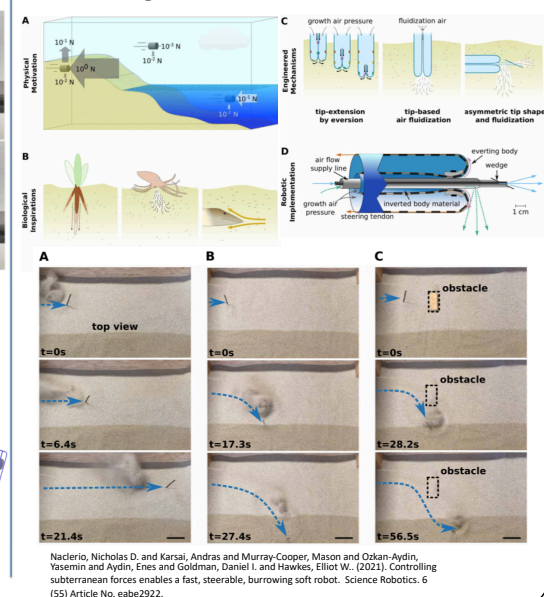 A
Physical
Motivation
10⁻¹ N
10⁻² N
10⁰ N
10⁻³ N
10⁻² N
10⁻¹ N
C
Engineered
Mechanisms
growth air pressure
fluidization air
tip-extension
by eversion
tip-based
air fluidization
asymmetric tip shape
and fluidization
B
Biological
Inspirations
D
Robotic
Implementation
air flow
supply line
everting body
wedge
growth air
pressure
steering tendon
inverted body material
1 cm
A
top view
t=0s
t=6.4s
t=21.4s
B
t=0s
t=17.3s
t=27.4s
C
obstacle
t=0s
obstacle
t=28.2s
obstacle
t=56.5s
Naclerio, Nicholas D. and Karsai, Andras and Murray-Cooper, Mason and Ozkan-Aydin,
Yasemin and Aydin, Enes and Goldman, Daniel I. and Hawkes, Elliot W.. (2021). Controlling
subterranean forces enables a fast, steerable, burrowing soft robot. Science Robotics. 6
(55) Article No. eabe2922.